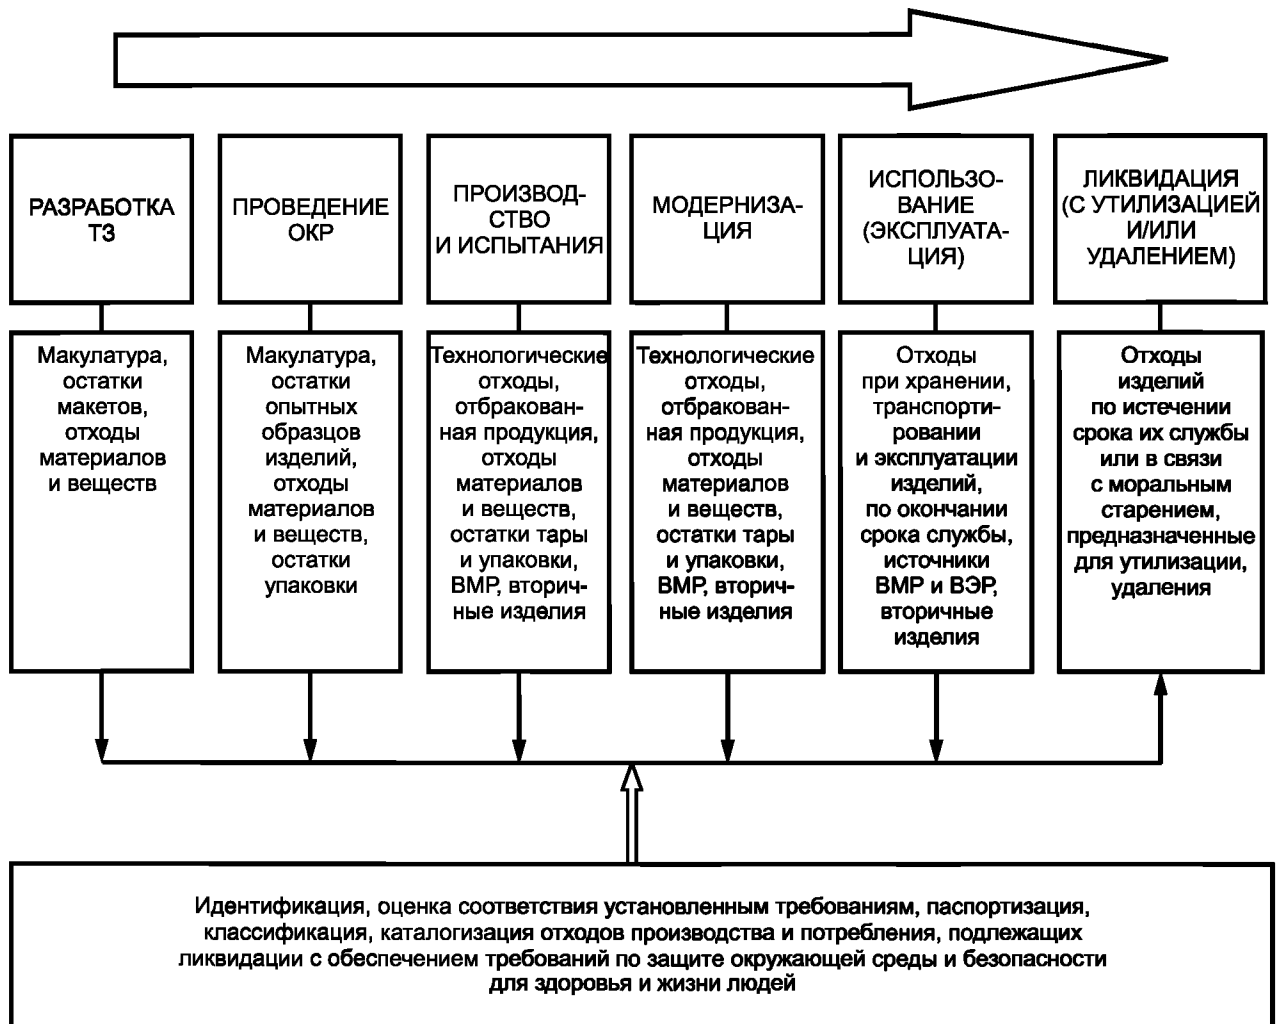 РАЗРАБОТКА
ТЗ
ПРОВЕДЕНИЕ
ОКР
ПРОИЗВОД-
СТВО
И ИСПЫТАНИЯ
МОДЕРНИЗА-
ЦИЯ
ИСПОЛЬЗО-
ВАНИЕ
(ЭКСПЛУАТА-
ЦИЯ)
ЛИКВИДАЦИЯ
(С УТИЛИЗАЦИЕЙ
И/ИЛИ
УДАЛЕНИЕМ)
Макулатура,
остатки
макетов,
отходы
материалов
и веществ
Макулатура,
остатки
опытных
образцов
изделий,
отходы
материалов
и веществ,
остатки
упаковки
Технологические
отходы,
отбракован-
ная продукция,
отходы
материалов
и веществ,
остатки тары
и упаковки,
ВМР, вторич-
ные изделия
Технологические
отходы,
отбракован-
ная продукция,
отходы
материалов
и веществ,
остатки тары
и упаковки,
ВМР, вторич-
ные изделия
Отходы
при хранении,
транспорти-
ровании
и эксплуатации
изделий,
по окончании
срока службы,
источники
ВМР и ВЭР,
вторичные
изделия
Отходы
изделий
по истечении
срока их службы
или в связи
с моральным
старением,
предназначенные
для утилизации,
удаления
Идентификация, оценка соответствия установленным требованиям, паспортизация,
классификация, каталогизация отходов производства и потребления, подлежащих
ликвидации с обеспечением требований по защите окружающей среды и безопасности
для здоровья и жизни людей